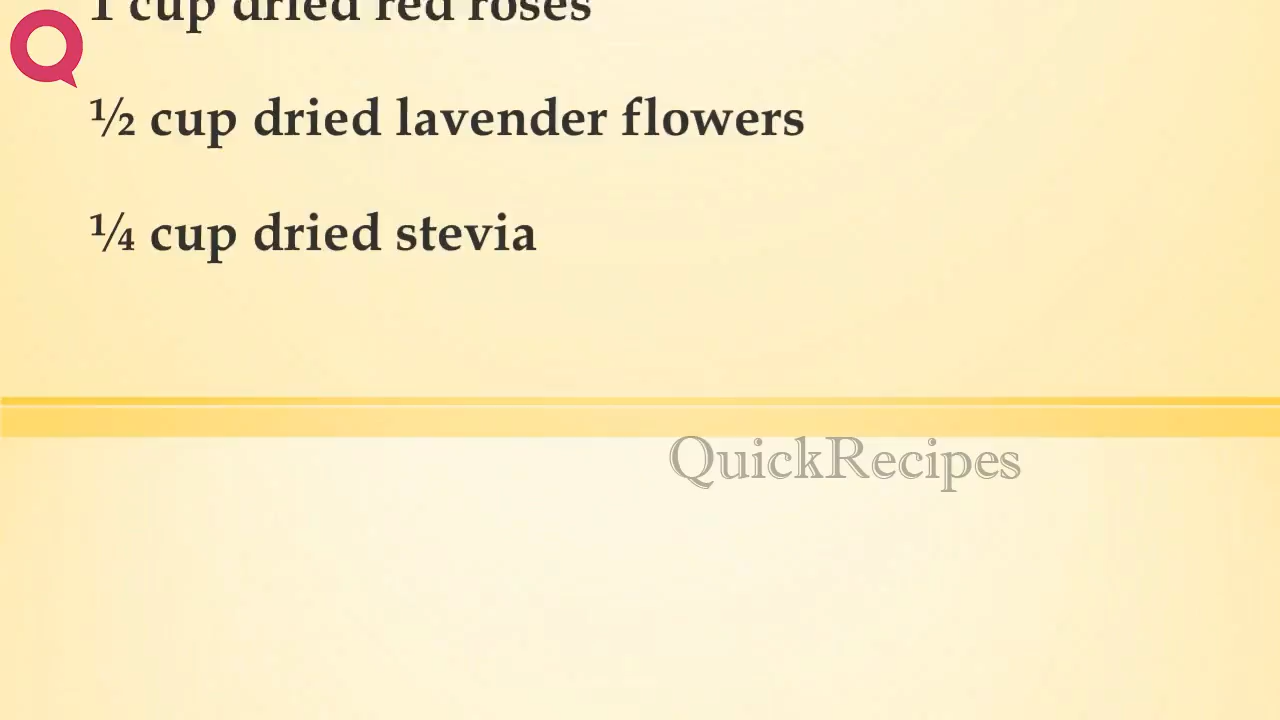 1 cup dried red roses
½ cup dried lavender flowers
¼ cup dried stevia
QuickRecipes